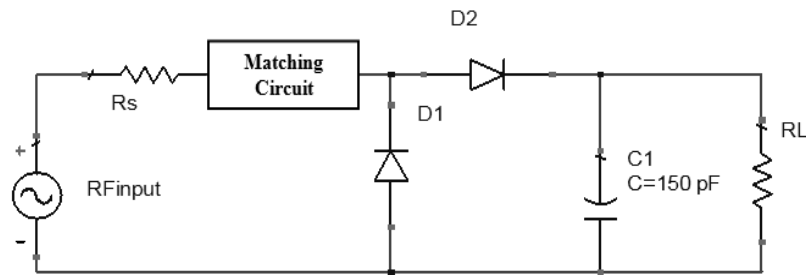 D2
Matching
Circuit
Rs
D1
RL
+
RFinput
C1
C=150 pF
-